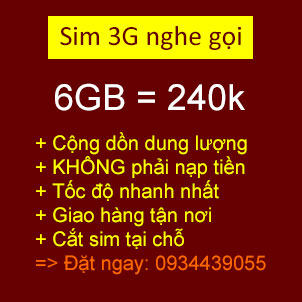 Sim 3G nghe gọi
6GB = 240k
+ Cộng dồn dung lượng
+ KHÔNG phải nạp tiền
+ Tốc độ nhanh nhất
+ Giao hàng tận nơi
+ Cắt sim tại chỗ
=> Đặt ngay: 0934439055